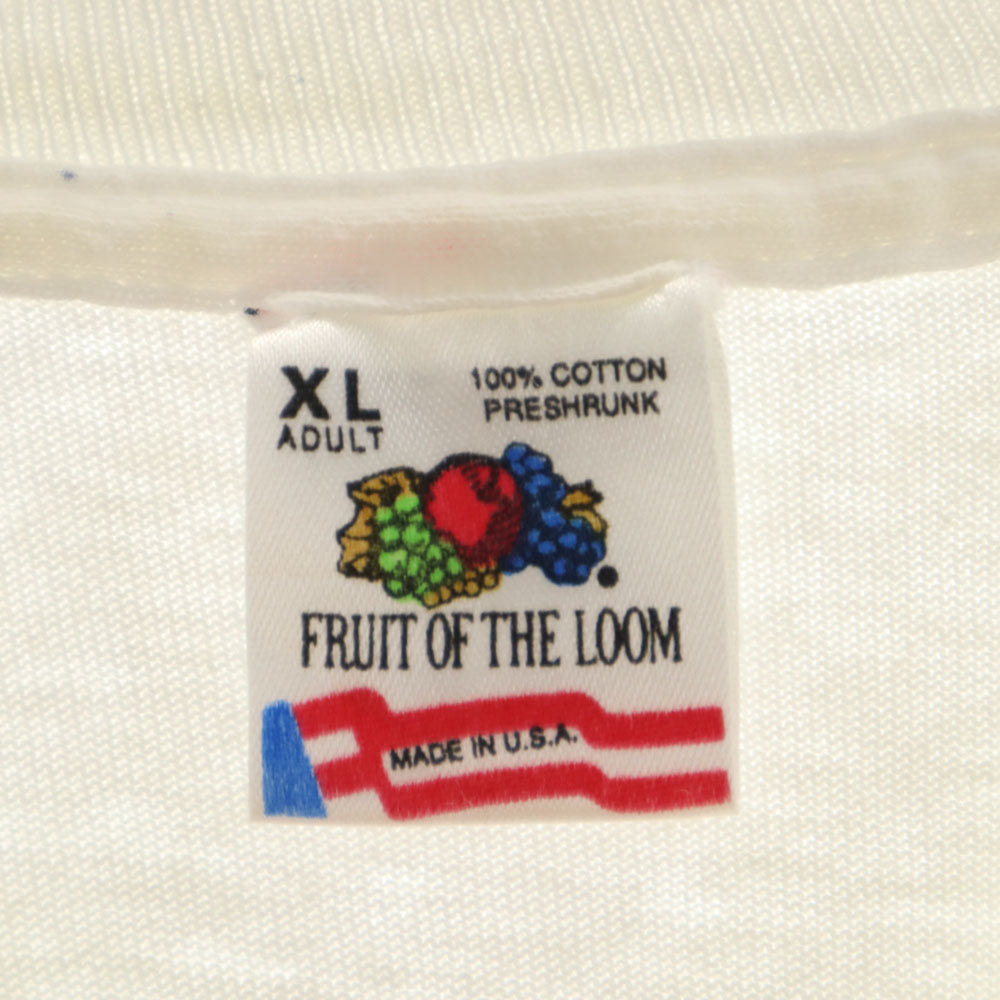 XL
ADULT
100% COTTON
PRESHRUNK
FRUIT OF THE LOOM
MADE IN U.S.A.